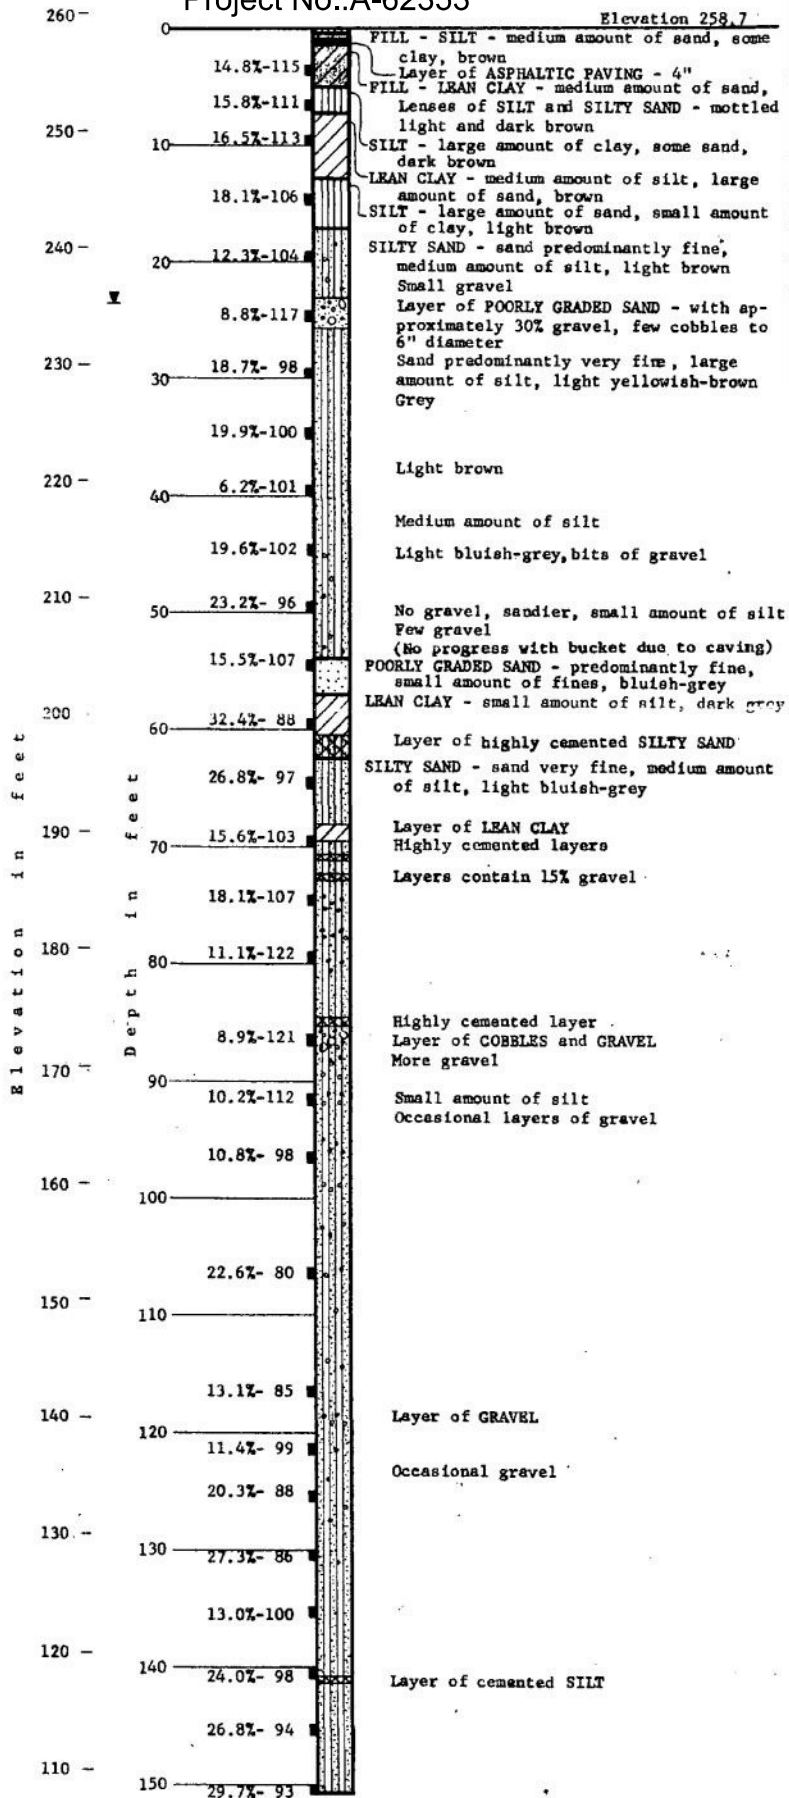 Project No.:A-62353
Elevation 258.7
260
0
FILL - SILT - medium amount of sand, some
clay, brown
14.8%-115
Layer of ASPHALTIC PAVING - 4"
FILL - LEAN CLAY - medium amount of sand,
15.8%-111
Lenses of SILT and SILTY SAND - mottled
light and dark brown
250
16.5%-113
10
SILT - large amount of clay, some sand,
dark brown
LEAN CLAY - medium amount of silt, large
amount of sand, brown
18.1%-106
SILT - large amount of sand, small amount
of clay, light brown
240
SILTY SAND - sand predominantly fine,
12.3%-104
20
medium amount of silt, light brown
Small gravel
Layer of POORLY GRADED SAND - with ap-
8.8%-117
proximately 30% gravel, few cobbles to
6" diameter
230
18.7%- 98
Sand predominantly very fine, large
30
amount of silt, light yellowish-brown
Grey
19.9%-100
Light brown
220
6.2%-101
40
Medium amount of silt
19.6%-102
Light bluish-grey,bits of gravel
210
23.2%- 96
50
No gravel, sandier, small amount of silt
Few gravel
(No progress with bucket due to caving)
15.5%-107
POORLY GRADED SAND - predominantly fine,
small amount of fines, bluish-grey
LEAN CLAY - small amount of silt, dark grey
200
32.4%- 88
60
Layer of highly cemented SILTY SAND
26.8%- 97
SILTY SAND - sand very fine, medium amount
of silt, light bluish-grey
190
Layer of LEAN CLAY
15.6%-103
70
Highly cemented layers
Layers contain 15% gravel
18.1%-107
180
11.1%-122
80
Highly cemented layer
8.9%-121
Layer of COBBLES and GRAVEL
More gravel
170
90
10.2%-112
Small amount of silt
Occasional layers of gravel
10.8%- 98
160
100
22.6%- 80
150
110
13.1%- 85
140
Layer of GRAVEL
120
11.4%- 99
Occasional gravel
20.3%- 88
130
130
27.3%- 86
13.0%-100
120
140
24.0%- 98
Layer of cemented SILT
26.8%- 94
110
150
29.7%- 93
Elevation in feet
Depth in feet